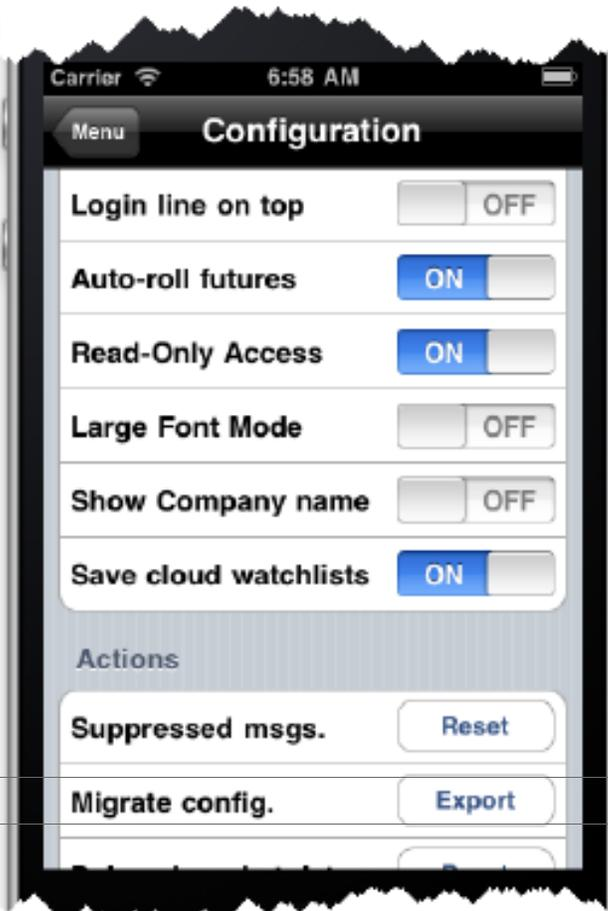 Carrier 6:58 AM
Menu Configuration
Login line on top OFF
Auto-roll futures ON
Read-Only Access ON
Large Font Mode OFF
Show Company name OFF
Save cloud watchlists ON
Actions
Suppressed msgs. Reset
Migrate config. Export